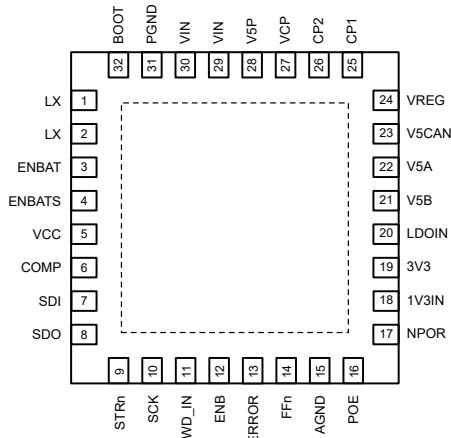 BOOT
PGND
VIN
VIN
V5P
VCP
CP2
CP1
32
31
30
29
28
27
26
25
LX 1
LX 2
ENBAT 3
ENBATS 4
VCC 5
COMP 6
SDI 7
SDO 8
24 VREG
23 V5CAN
22 V5A
21 V5B
20 LDOIN
19 3V3
18 1V3IN
17 NPOR
9
10
11
12
13
14
15
16
STRn
SCK
WD_IN
ENB
ERROR
FFn
AGND
POE